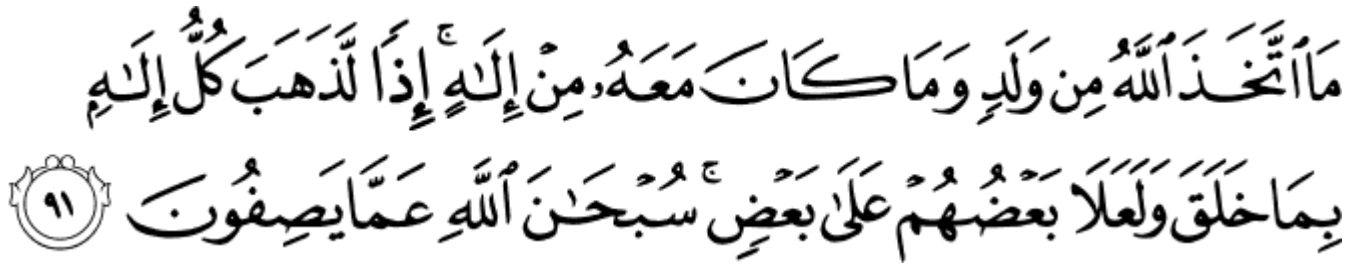 مَا ٱتَّخَذَ ٱللَّهُ مِن وَلَدٍ وَمَا كَانَ مَعَهُۥ مِنْ إِلَـٰهٍ ۚ إِذًا لَّذَهَبَ كُلُّ إِلَـٰهٍۭ
بِمَا خَلَقَ وَلَعَلَا بَعْضُهُمْ عَلَىٰ بَعْضٍ ۚ سُبْحَـٰنَ ٱللَّهِ عَمَّا يَصِفُونَ ٩١